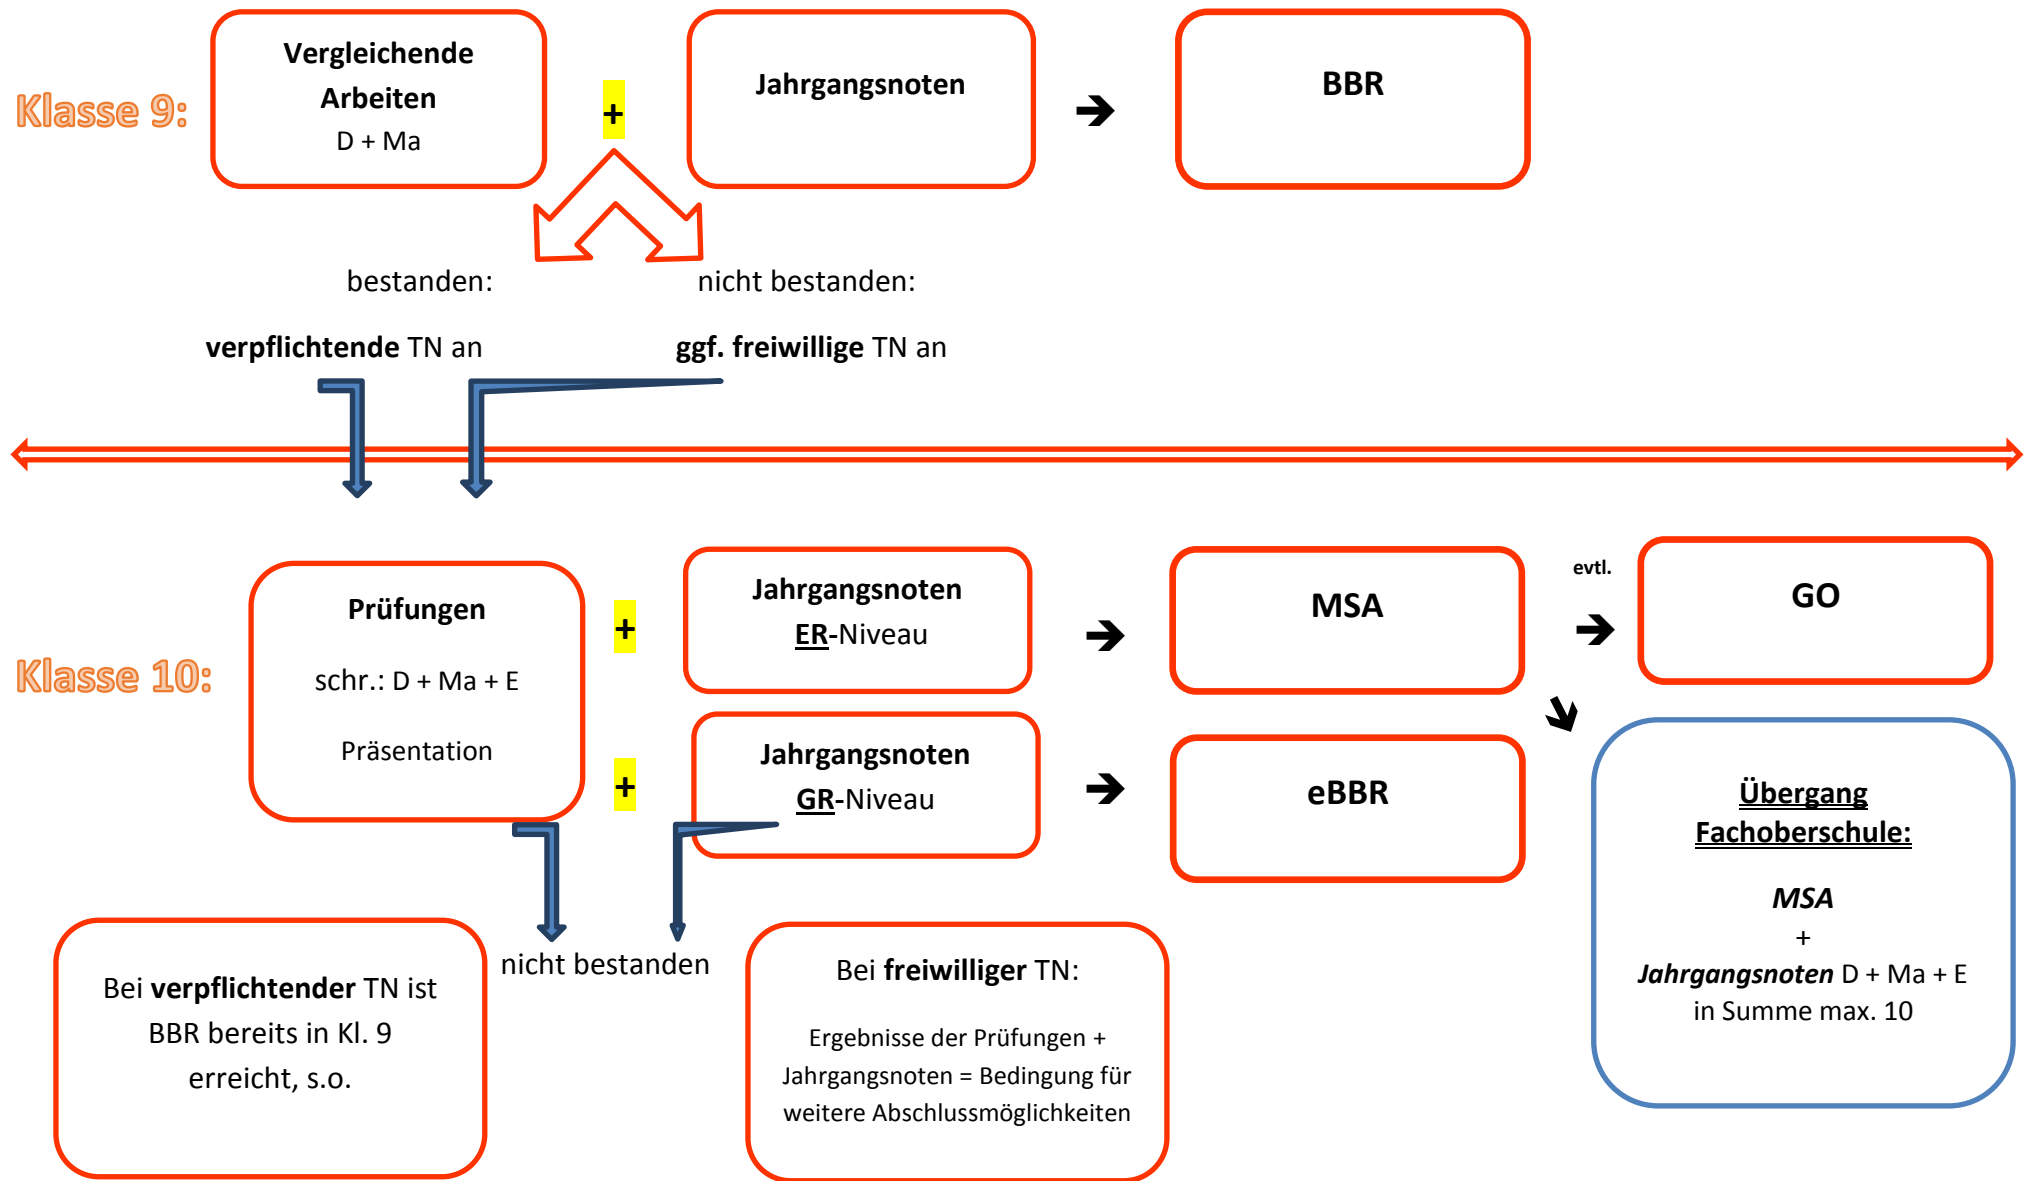 Klasse 9:
Vergleichende
Arbeiten
D + Ma
+
Jahrgangsnoten
➔
BBR
bestanden:
nicht bestanden:
verpflichtende TN an
ggf. freiwillige TN an
Klasse 10:
Prüfungen
schr.: D + Ma + E
Präsentation
+
Jahrgangsnoten
ER-Niveau
➔
MSA
evtl.
➔
GO
+
Jahrgangsnoten
GR-Niveau
➔
eBBR
Übergang
Fachoberschule:
MSA
+
Jahrgangsnoten D + Ma + E
in Summe max. 10
nicht bestanden
Bei verpflichtender TN ist
BBR bereits in Kl. 9
erreicht, s.o.
Bei freiwilliger TN:
Ergebnisse der Prüfungen +
Jahrgangsnoten = Bedingung für
weitere Abschlussmöglichkeiten